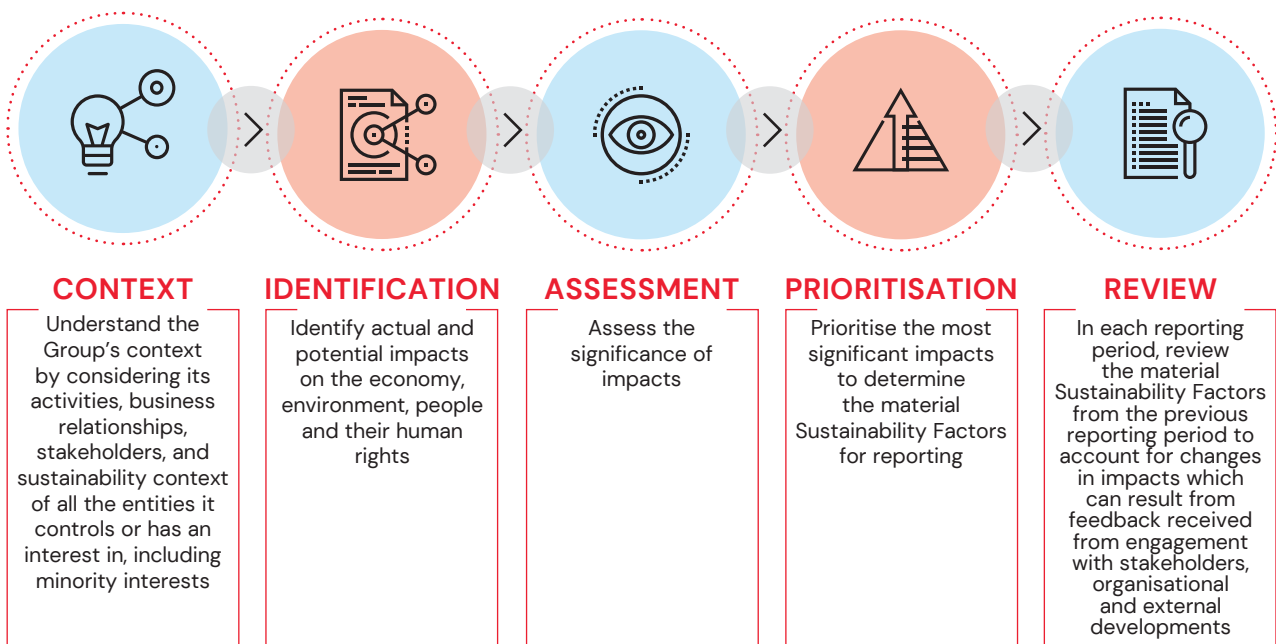 CONTEXT
Understand the
Group's context
by considering its
activities, business
relationships,
stakeholders, and
sustainability context
of all the entities it
controls or has an
interest in, including
minority interests
IDENTIFICATION
Identify actual and
potential impacts
on the economy,
environment, people
and their human
rights
ASSESSMENT
Assess the
significance of
impacts
PRIORITISATION
Prioritise the most
significant impacts
to determine
the material
Sustainability Factors
for reporting
REVIEW
In each reporting
period, review
the material
Sustainability Factors
from the previous
reporting period to
account for changes
in impacts which
can result from
feedback received
from engagement
with stakeholders,
organisational
and external
developments